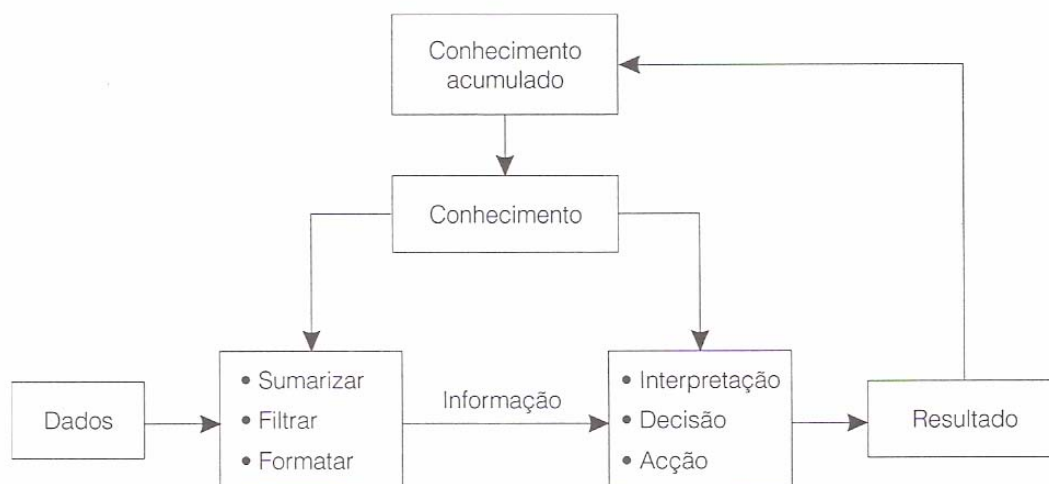 Conhecimento
acumulado
Conhecimento
Dados
• Sumarizar
• Filtrar
• Formatar
Informação
• Interpretação
• Decisão
• Acção
Resultado